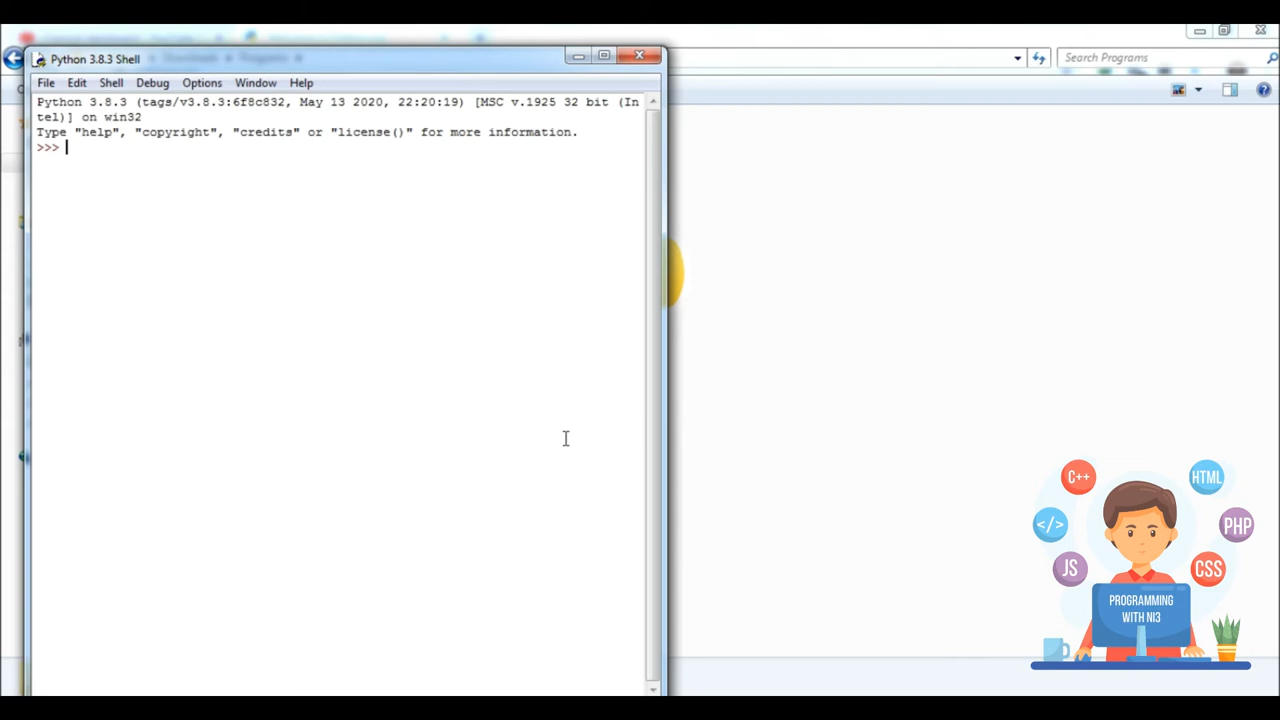 Python 3.8.3 Shell
Search Programs
File Edit Shell Debug Options Window Help
Python 3.8.3 (tags/v3.8.3:6f8c832, May 13 2020, 22:20:19) [MSC v.1925 32 bit (In
tel)] on win32
Type "help", "copyright", "credits" or "license()" for more information.
>>>
C++
HTML
</>
PHP
JS
CSS
PROGRAMMING
WITH NI3